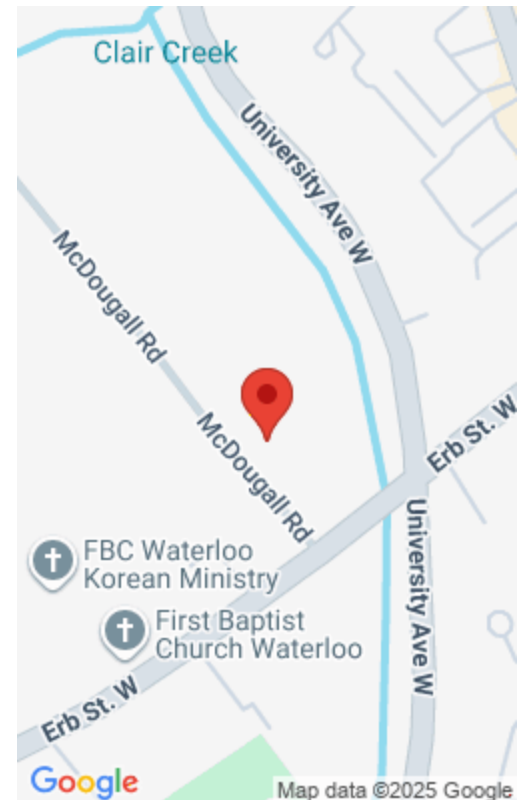 Clair Creek
University Ave W
McDougall Rd
McDougall Rd
Erb St. W
FBC Waterloo
Korean Ministry
University Ave W
First Baptist
Church Waterloo
Erb St. W
Google
Map data ©2025 Google